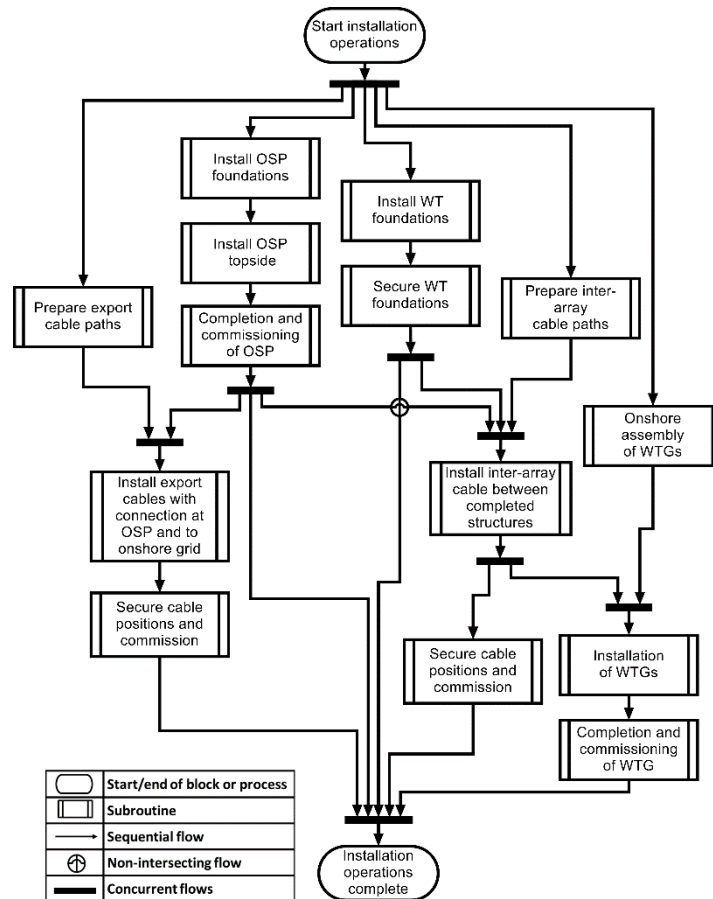 Start installation
operations
Install OSP
foundations
Install WT
foundations
Install OSP
topside
Secure WT
foundations
Prepare export
cable paths
Completion and
commissioning
of OSP
Prepare inter-
array
cable paths
Onshore
assembly
of WTGs
Install export
cables with
connection at
OSP and to
onshore grid
Install inter-array
cable between
completed
structures
Secure cable
positions and
commission
Secure cable
positions and
commission
Installation
of WTGs
Completion and
commissioning
of WTG
Installation
operations
complete
Start/end of block or process
Subroutine
Sequential flow
Non-intersecting flow
Concurrent flows